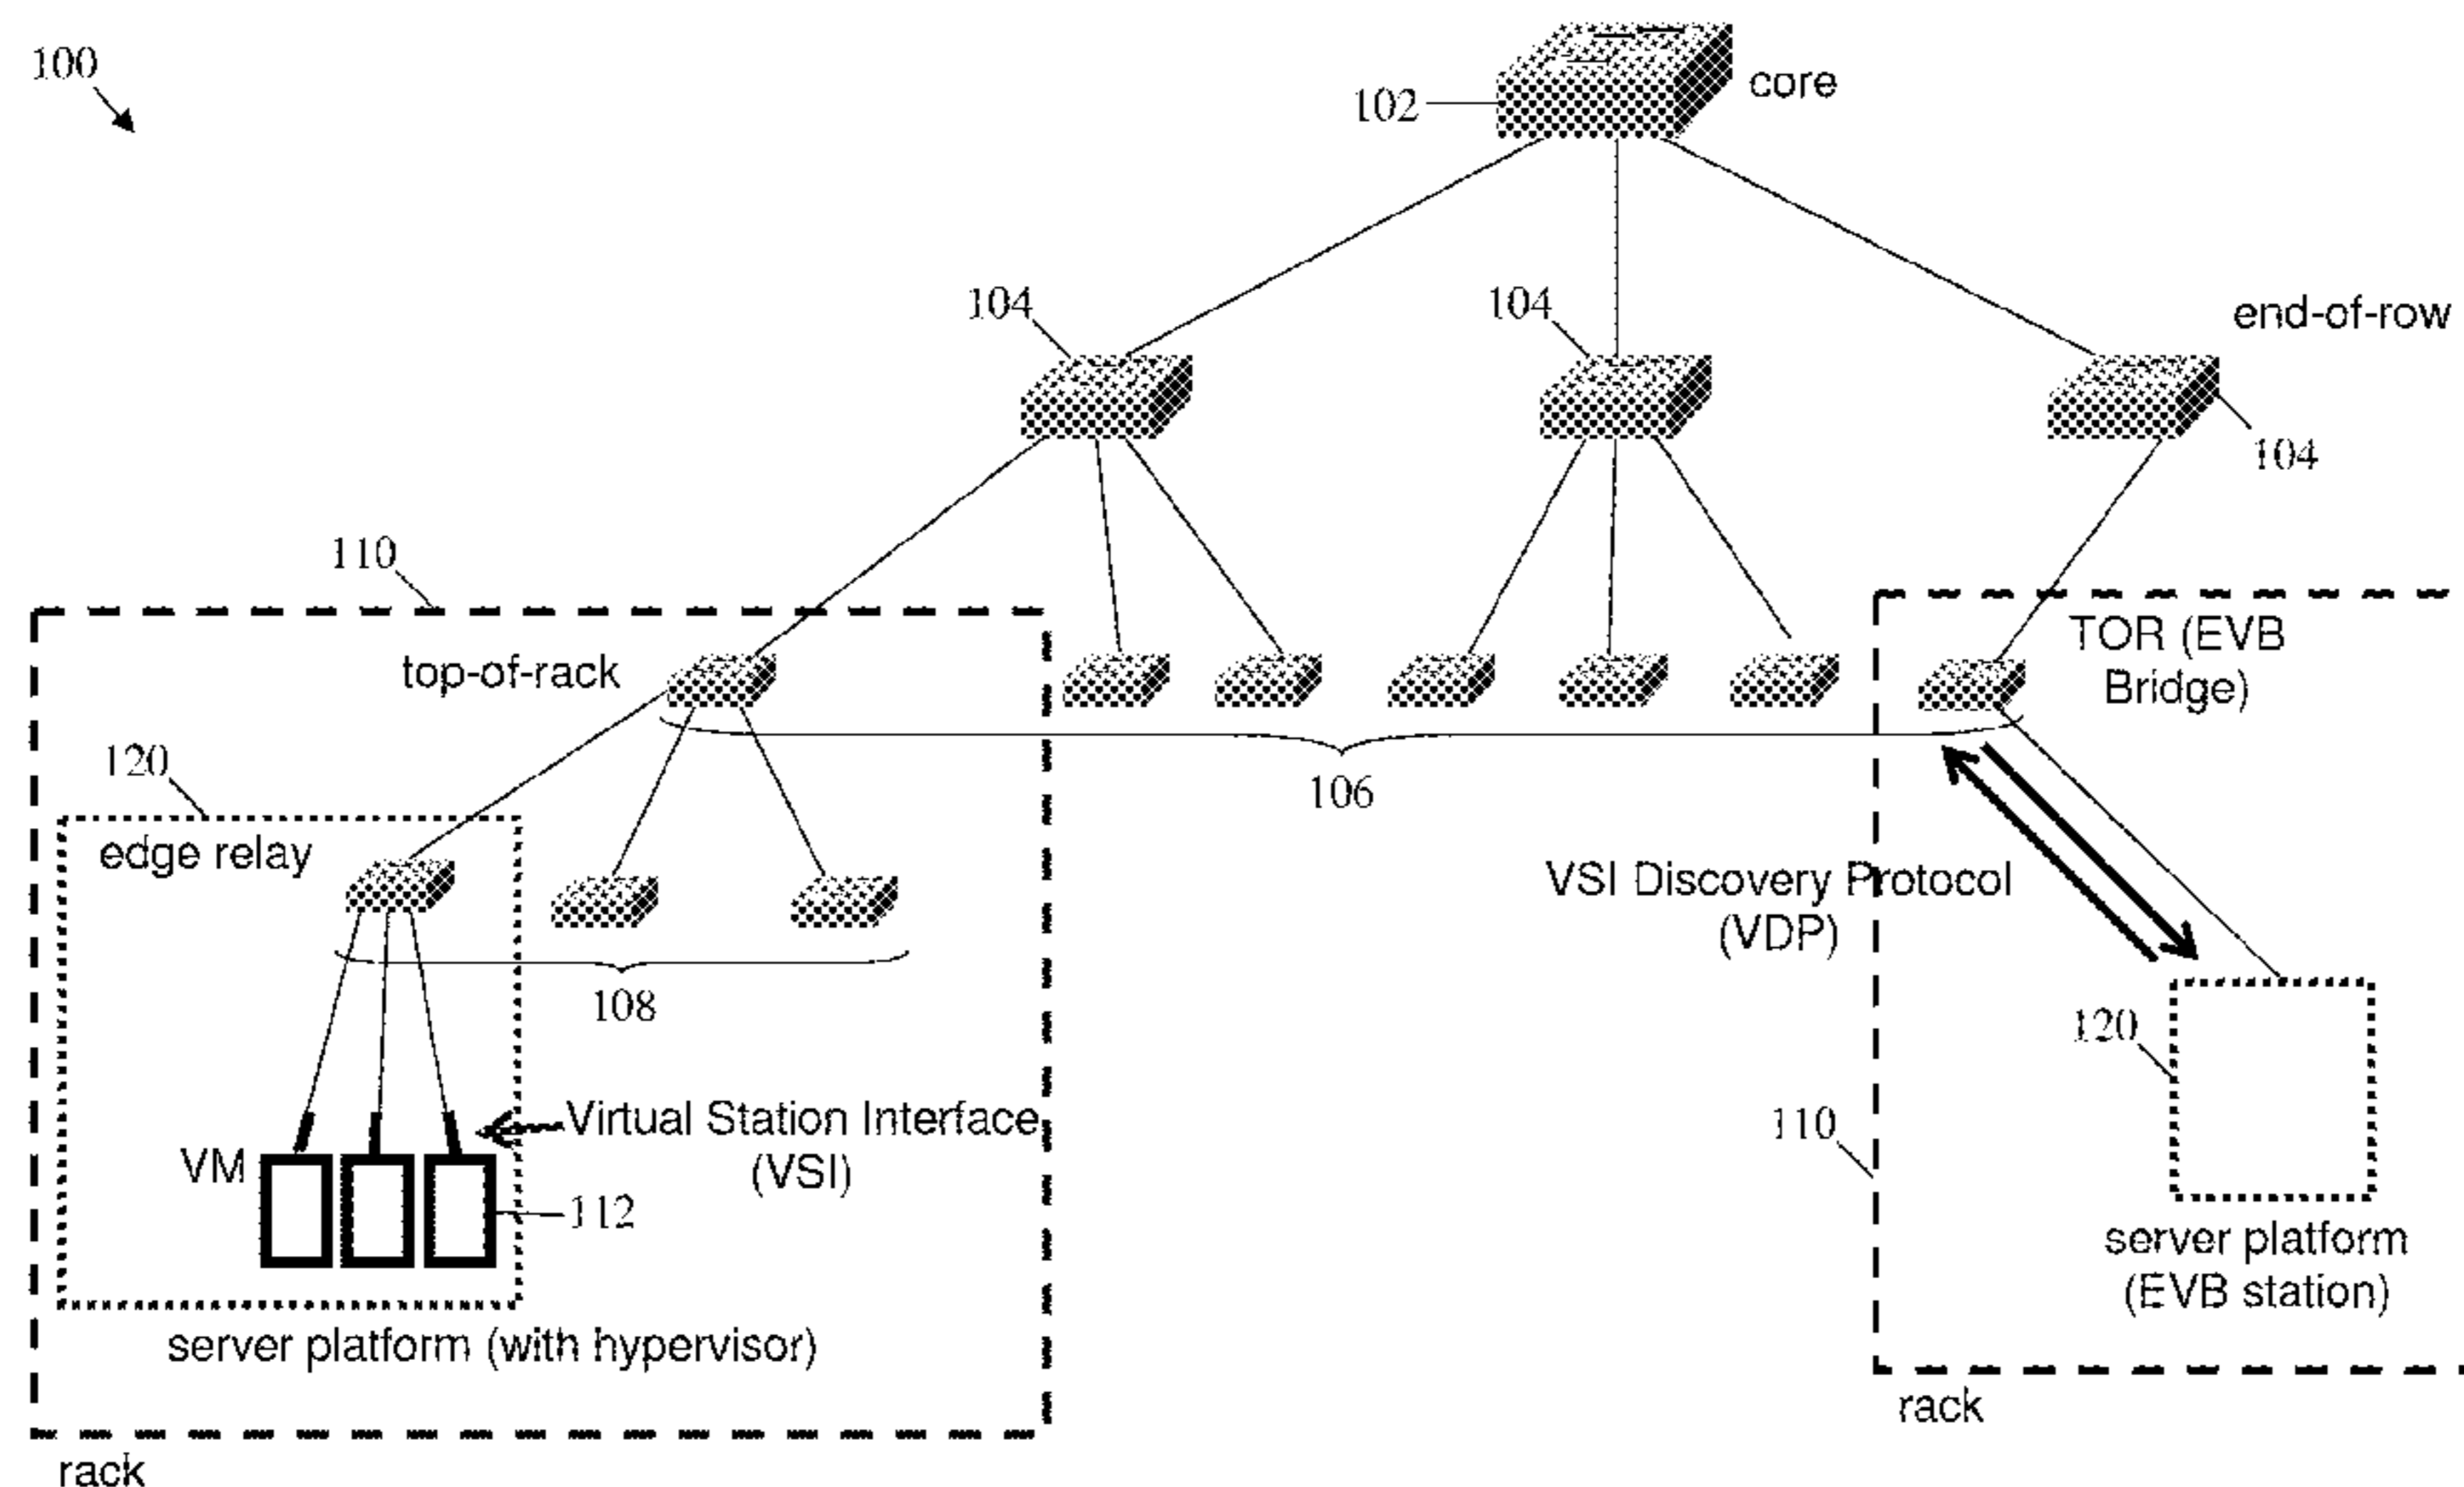 100
102
core
104
104
end-of-row
104
110
top-of-rack
TOR (EVB
Bridge)
120
106
edge relay
VSI Discovery Protocol
(VDP)
108
120
Virtual Station Interface
(VSI)
VM
110
112
server platform
(EVB station)
server platform (with hypervisor)
rack
rack